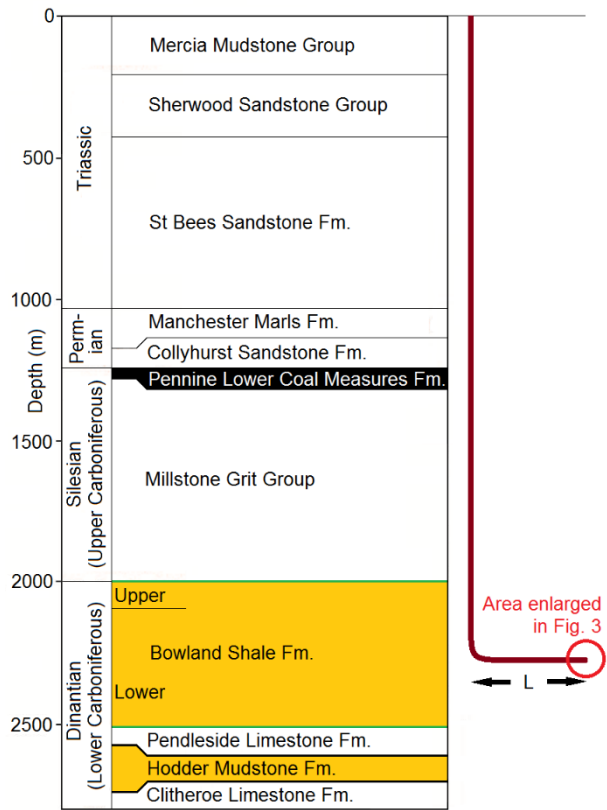 0
500
1000
1500
2000
2500
Depth (m)
Triassic
Perm-
ian
Silesian
(Upper Carboniferous)
Dinantian
(Lower Carboniferous)
Mercia Mudstone Group
Sherwood Sandstone Group
St Bees Sandstone Fm.
Manchester Marls Fm.
Collyhurst Sandstone Fm.
Pennine Lower Coal Measures Fm.
Millstone Grit Group
Upper
Bowland Shale Fm.
Lower
Pendleside Limestone Fm.
Hodder Mudstone Fm.
Clitheroe Limestone Fm.
Area enlarged
in Fig. 3
L